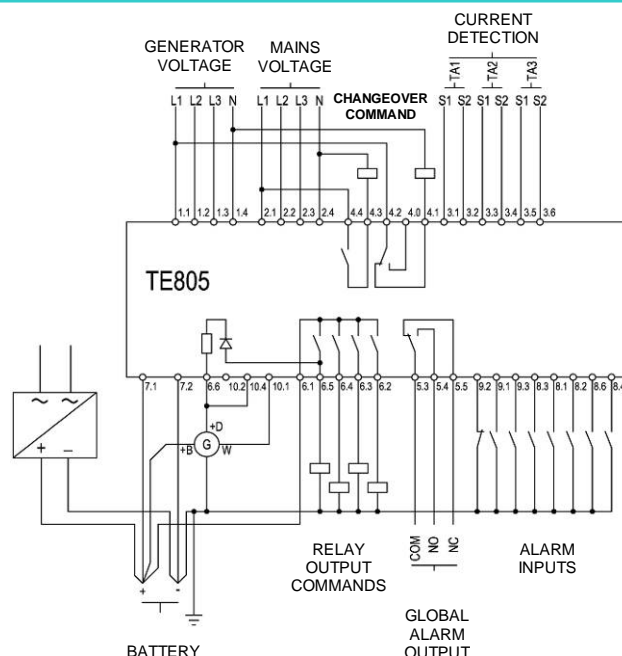 CURRENT
DETECTION
GENERATOR
VOLTAGE
MAINS
VOLTAGE
TA1 TA2 TA3
L1 L2 L3 N L1 L2 L3 N
CHANGEOVER
COMMAND
S1 S2 S1 S2 S1 S2
1.1 1.2 1.3 1.4 2.1 2.2 2.3 2.4 4.4 4.3 4.2 4.0 4.1 3.1 3.2 3.3 3.4 3.5 3.6
TE805
7.1 7.2 6.6 10.2 10.4 10.1 6.1 6.5 6.4 6.3 6.2 5.3 5.4 5.5 9.2 9.1 9.3 8.3 8.1 8.2 8.6 8.4
~ ~
+ −
+D
+B G W
COM NO NC
RELAY
OUTPUT
COMMANDS
ALARM
INPUTS
+ -
GLOBAL
ALARM
OUTPUT
BATTERY